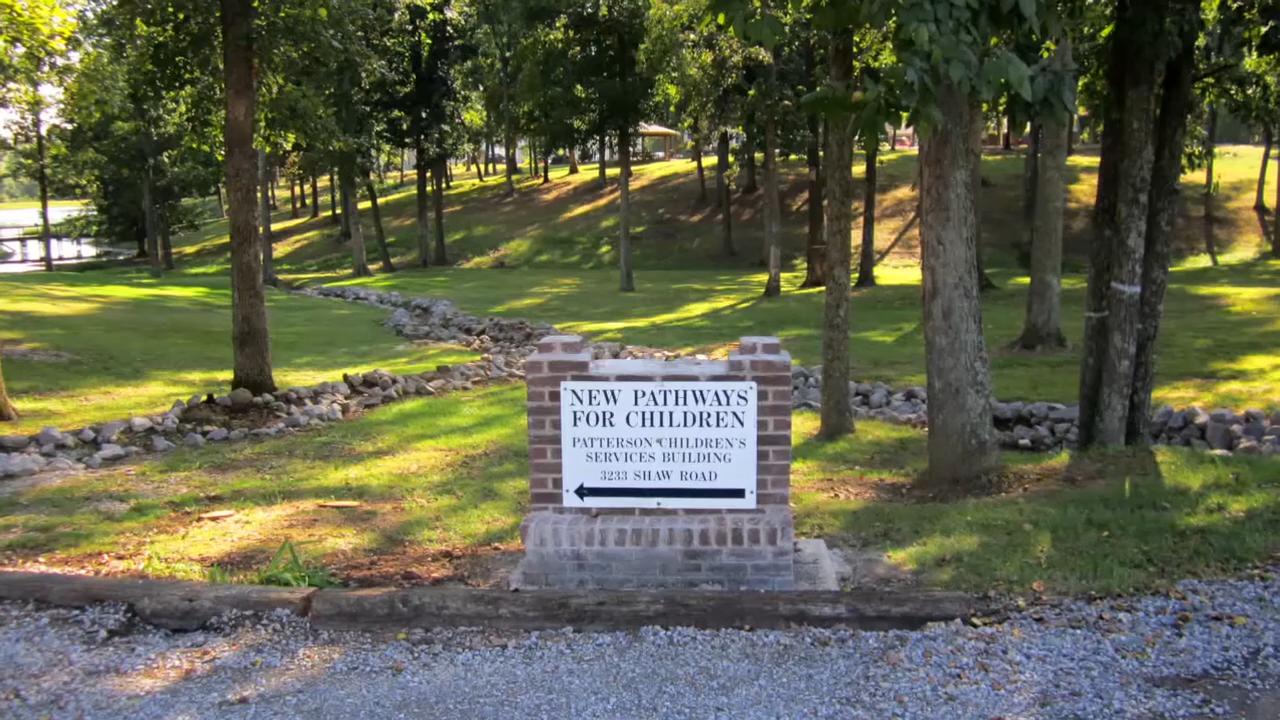 NEW PATHWAYS
FOR CHILDREN
PATTERSON CHILDREN'S
SERVICES BUILDING
3233 SHAW ROAD